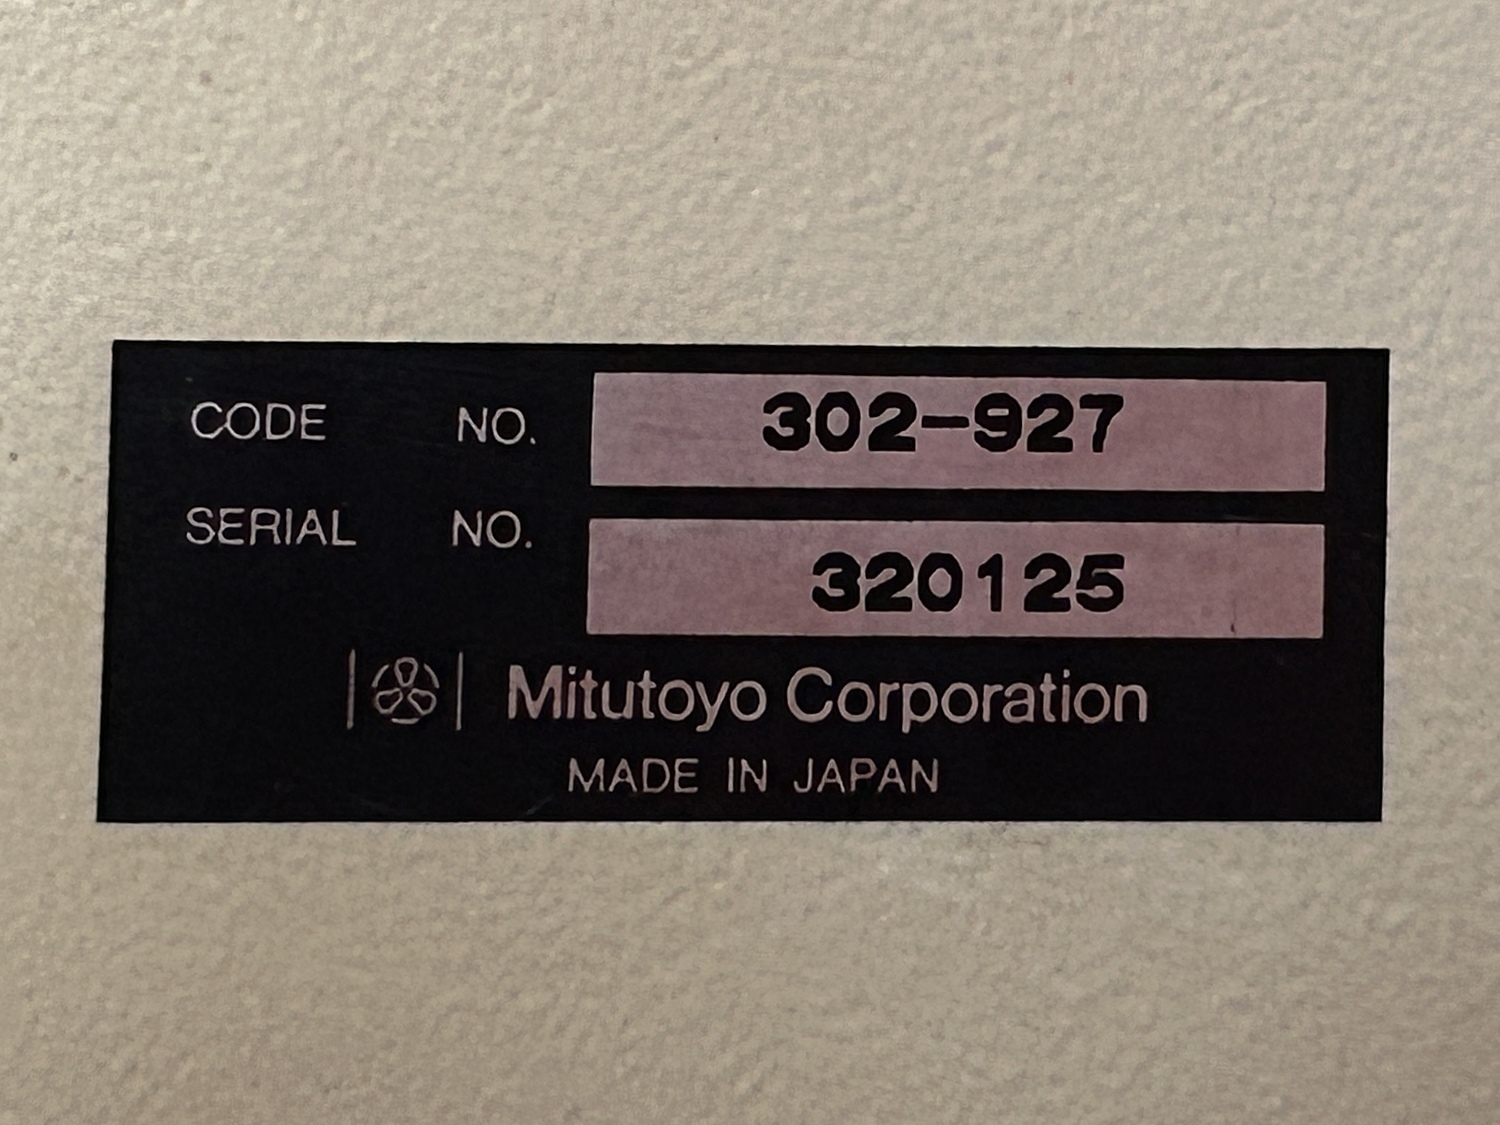 CODE NO. 302-927
SERIAL NO. 320125
Mitutoyo Corporation
MADE IN JAPAN